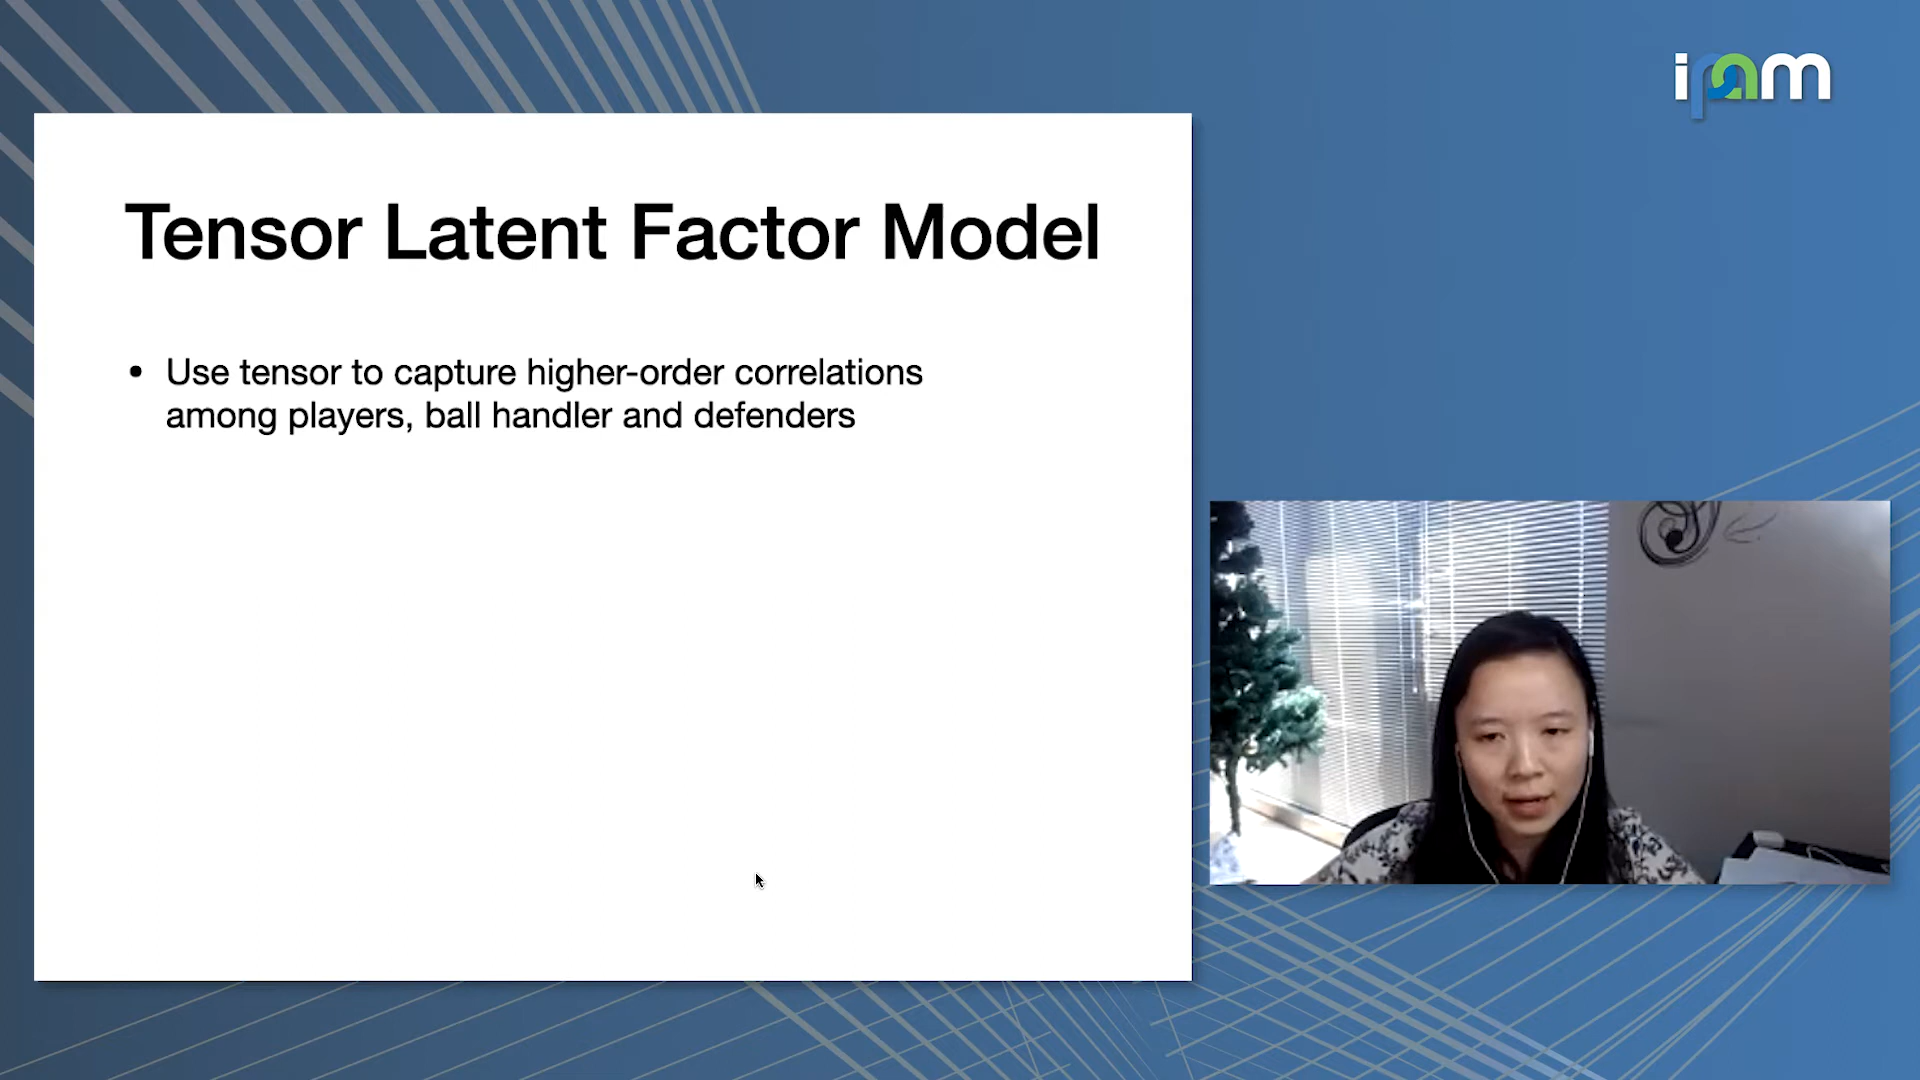 ipam
Tensor Latent Factor Model
• Use tensor to capture higher-order correlations
among players, ball handler and defenders